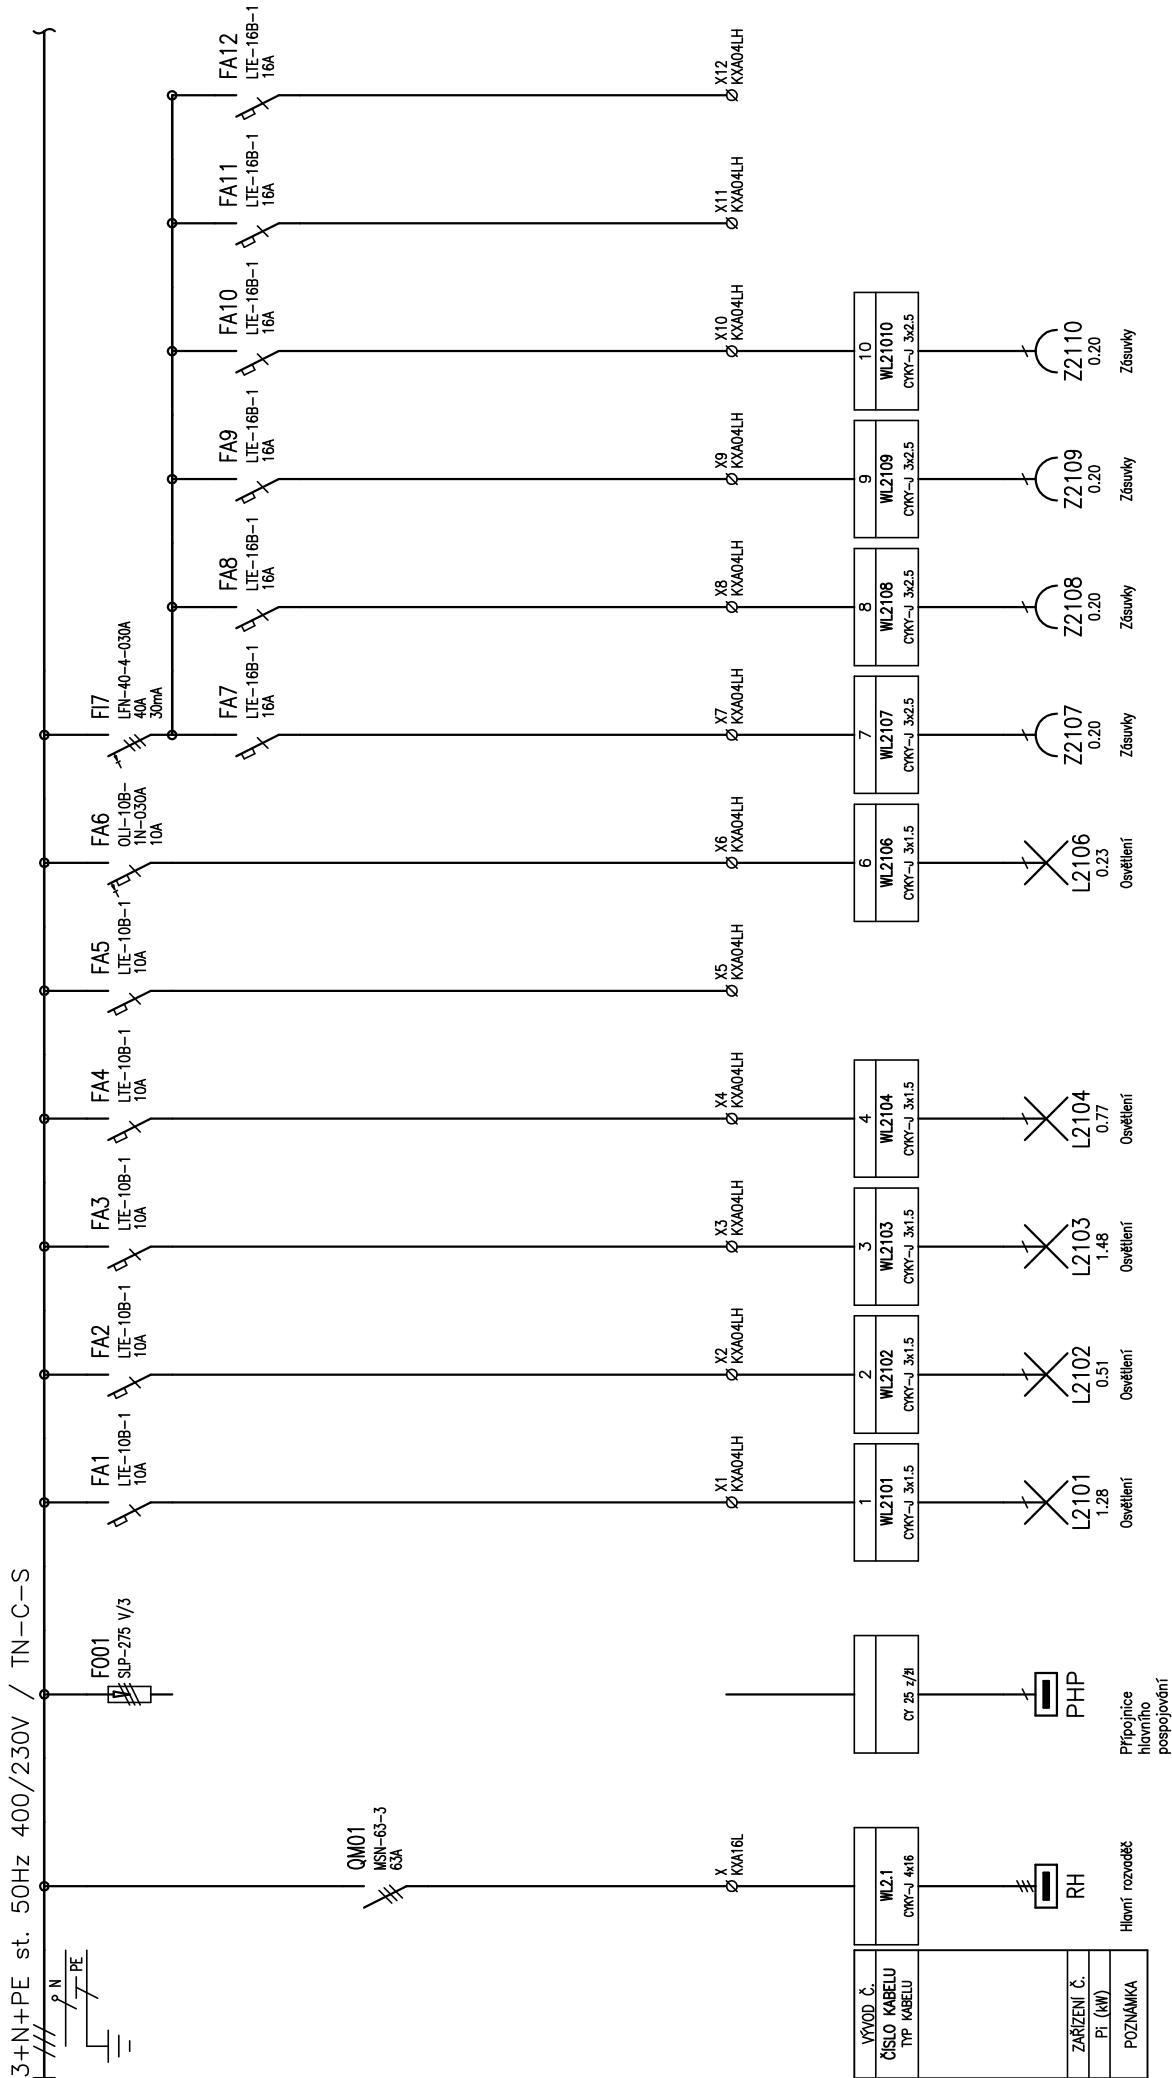 3+N+PE st. 50Hz 400/230V / TN-C-S
N
PE
QM01
MSN-63-3
63A
X
KXA16L
WL2.1
CYKY-J 4x16
RH
Hlavní rozvaděč
F001
SLP-275 V/3
CY 25 z/žl
PHP
Přípojnice
hlavního
pospojování
FA1
LTE-10B-1
10A
X1
KXA04LH
1
WL2101
CYKY-J 3x1.5
L2101
1.28
Osvětlení
FA2
LTE-10B-1
10A
X2
KXA04LH
2
WL2102
CYKY-J 3x1.5
L2102
0.51
Osvětlení
FA3
LTE-10B-1
10A
X3
KXA04LH
3
WL2103
CYKY-J 3x1.5
L2103
1.48
Osvětlení
FA4
LTE-10B-1
10A
X4
KXA04LH
4
WL2104
CYKY-J 3x1.5
L2104
0.77
Osvětlení
FA5
LTE-10B-1
10A
X5
KXA04LH
FA6
OLI-10B-
1N-030A
10A
X6
KXA04LH
6
WL2106
CYKY-J 3x1.5
L2106
0.23
Osvětlení
FI7
LFN-40-4-030A
40A
30mA
FA7
LTE-16B-1
16A
X7
KXA04LH
7
WL2107
CYKY-J 3x2.5
Z2107
0.20
Zásuvky
FA8
LTE-16B-1
16A
X8
KXA04LH
8
WL2108
CYKY-J 3x2.5
Z2108
0.20
Zásuvky
FA9
LTE-16B-1
16A
X9
KXA04LH
9
WL2109
CYKY-J 3x2.5
Z2109
0.20
Zásuvky
FA10
LTE-16B-1
16A
X10
KXA04LH
10
WL21010
CYKY-J 3x2.5
Z2110
0.20
Zásuvky
FA11
LTE-16B-1
16A
X11
KXA04LH
FA12
LTE-16B-1
16A
X12
KXA04LH
VÝVOD Č.
ČÍSLO KABELU
TYP KABELU
ZAŘÍZENÍ Č.
Pi (kW)
POZNÁMKA